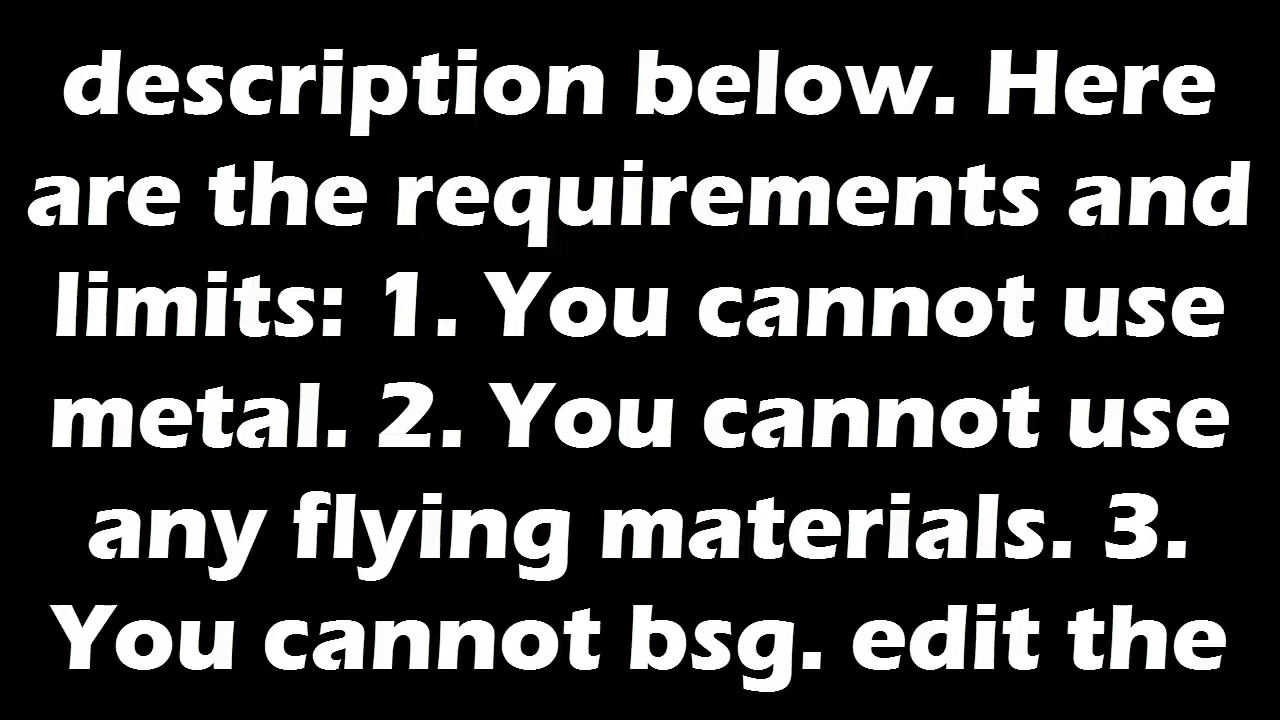 description below. Here
are the requirements and
limits: 1. You cannot use
metal. 2. You cannot use
any flying materials. 3.
You cannot bsg. edit the